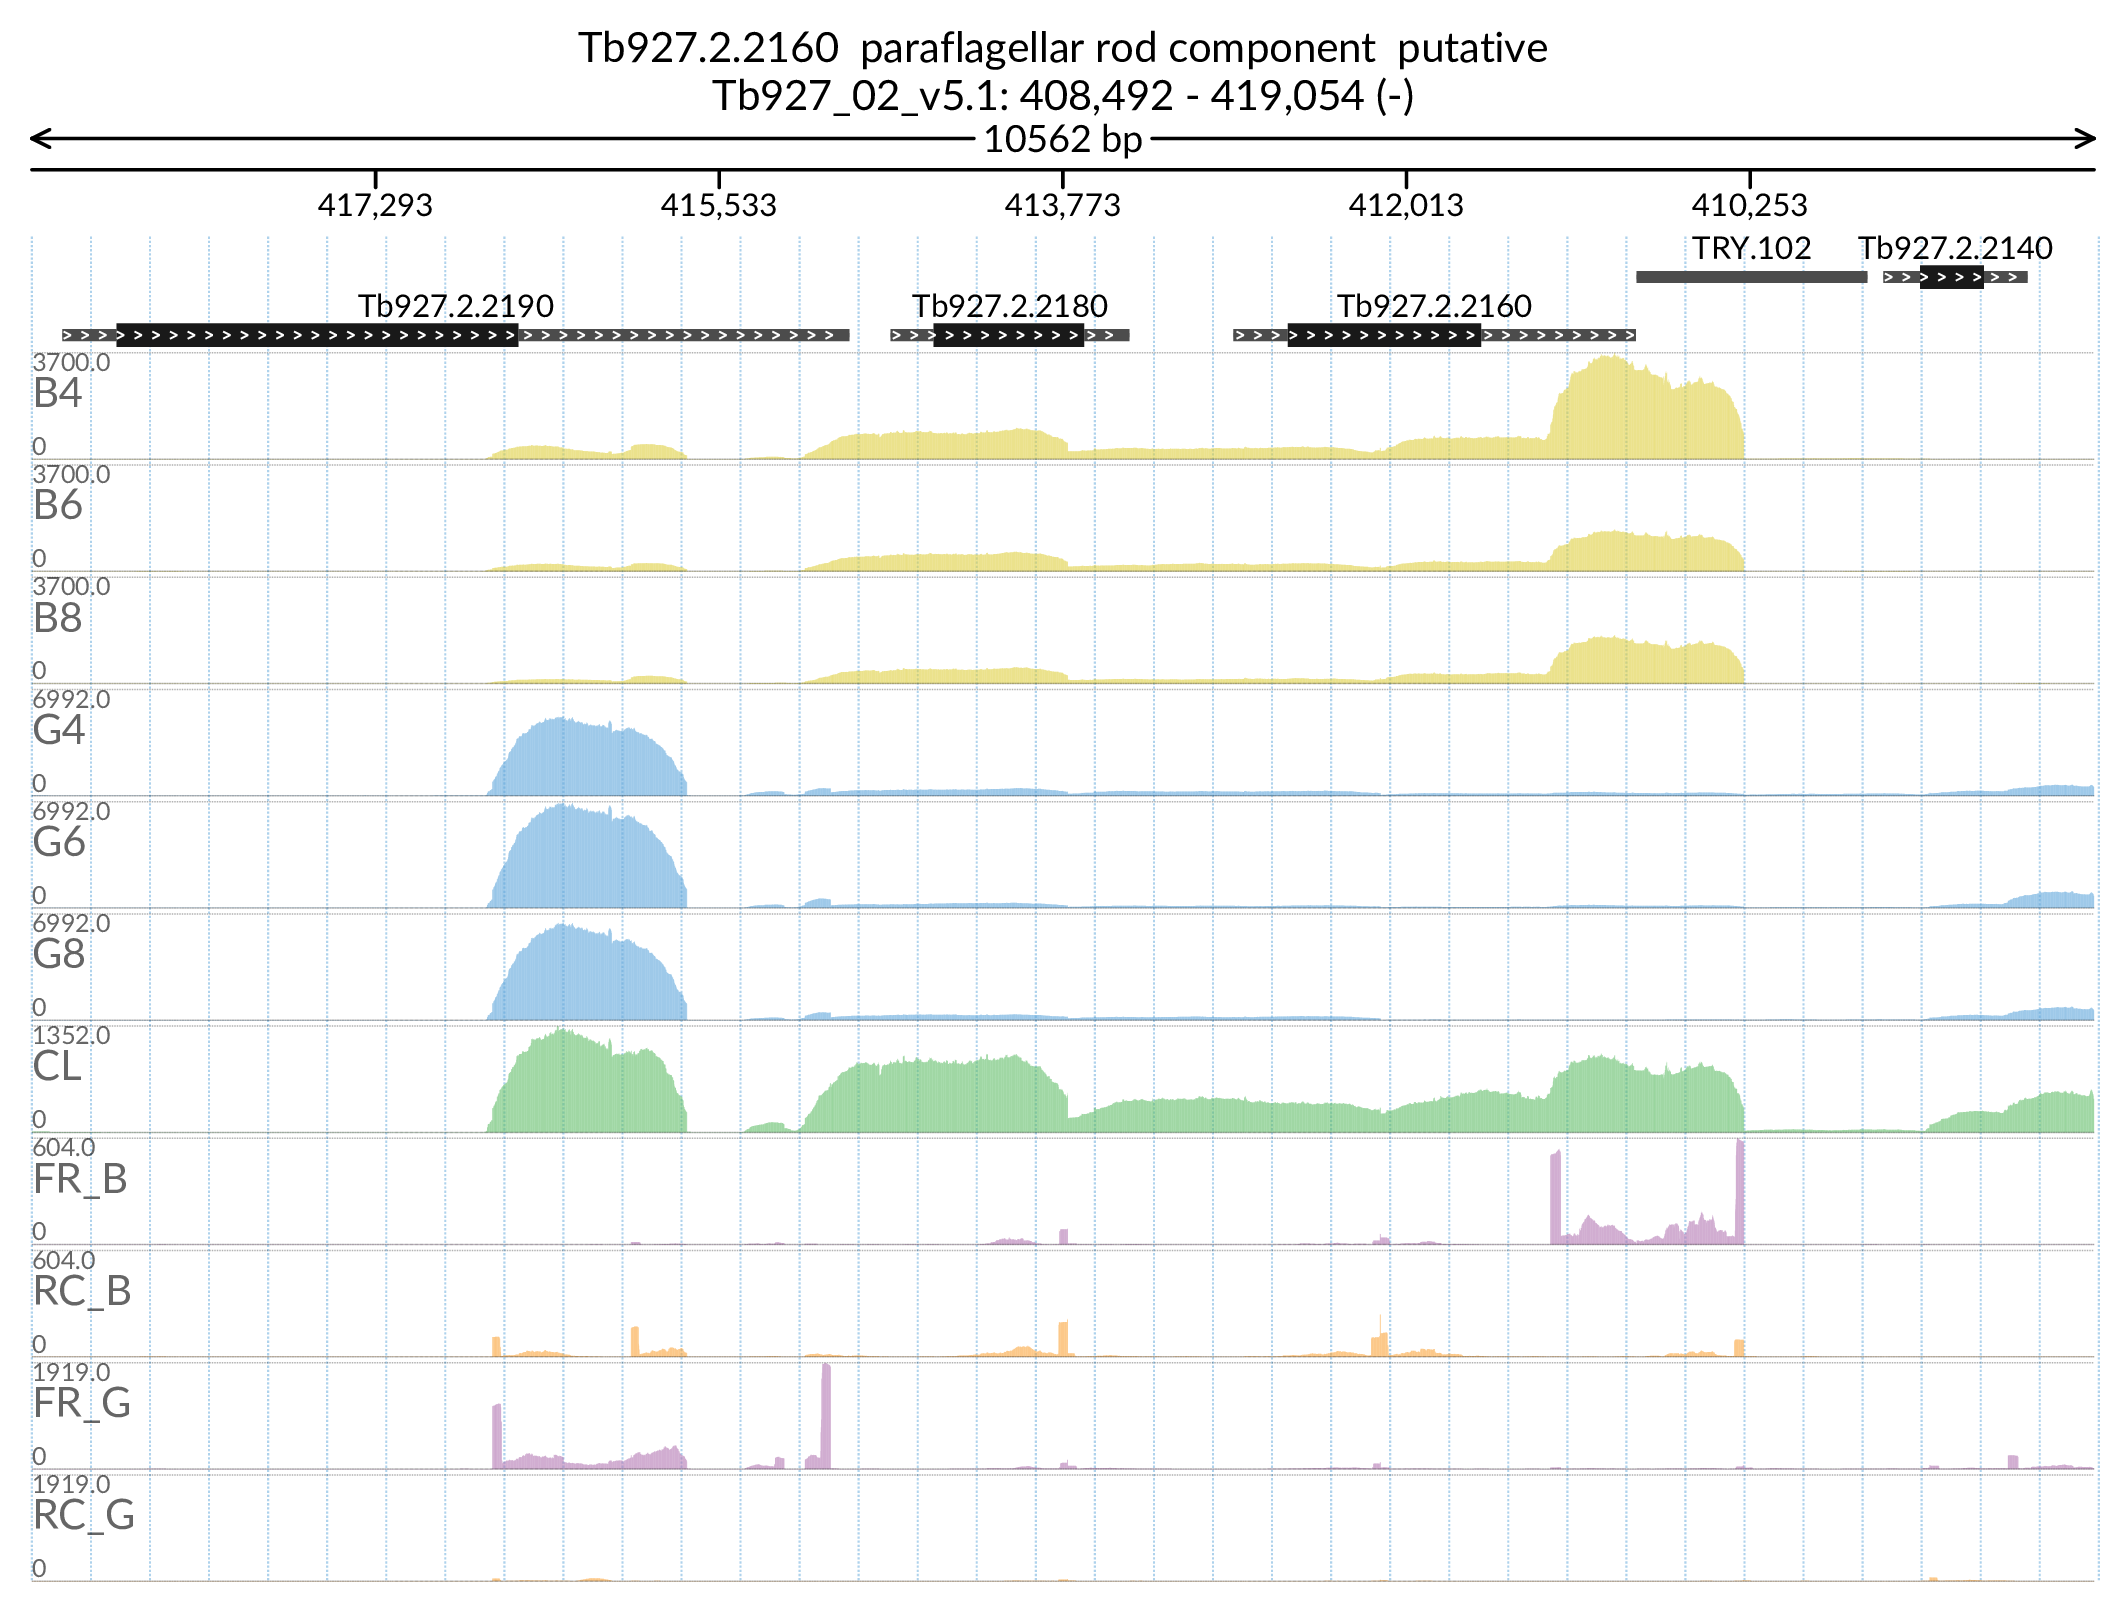 Tb927.2.2160  paraflagellar rod component  putative
Tb927_02_v5.1: 408,492 - 419,054 (-)
10562 bp
417,293 415,533 413,773 412,013 410,253
TRY.102 Tb927.2.2140
Tb927.2.2190 Tb927.2.2180 Tb927.2.2160
3700.0
B4
0
3700.0
B6
0
3700.0
B8
0
6992.0
G4
0
6992.0
G6
0
6992.0
G8
0
1352.0
CL
0
604.0
FR_B
0
604.0
RC_B
0
1919.0
FR_G
0
1919.0
RC_G
0